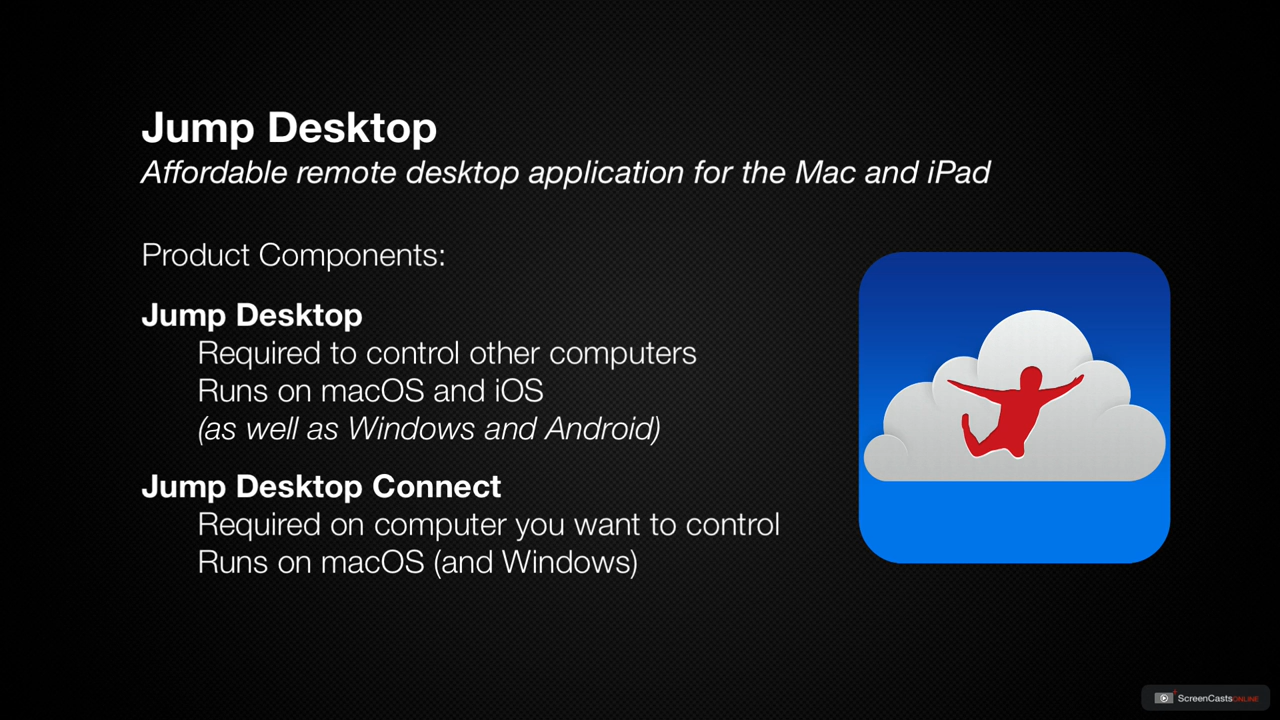 Jump Desktop
Affordable remote desktop application for the Mac and iPad
Product Components:
Jump Desktop
Required to control other computers
Runs on macOS and iOS
(as well as Windows and Android)
Jump Desktop Connect
Required on computer you want to control
Runs on macOS (and Windows)
ScreenCastsONLINE